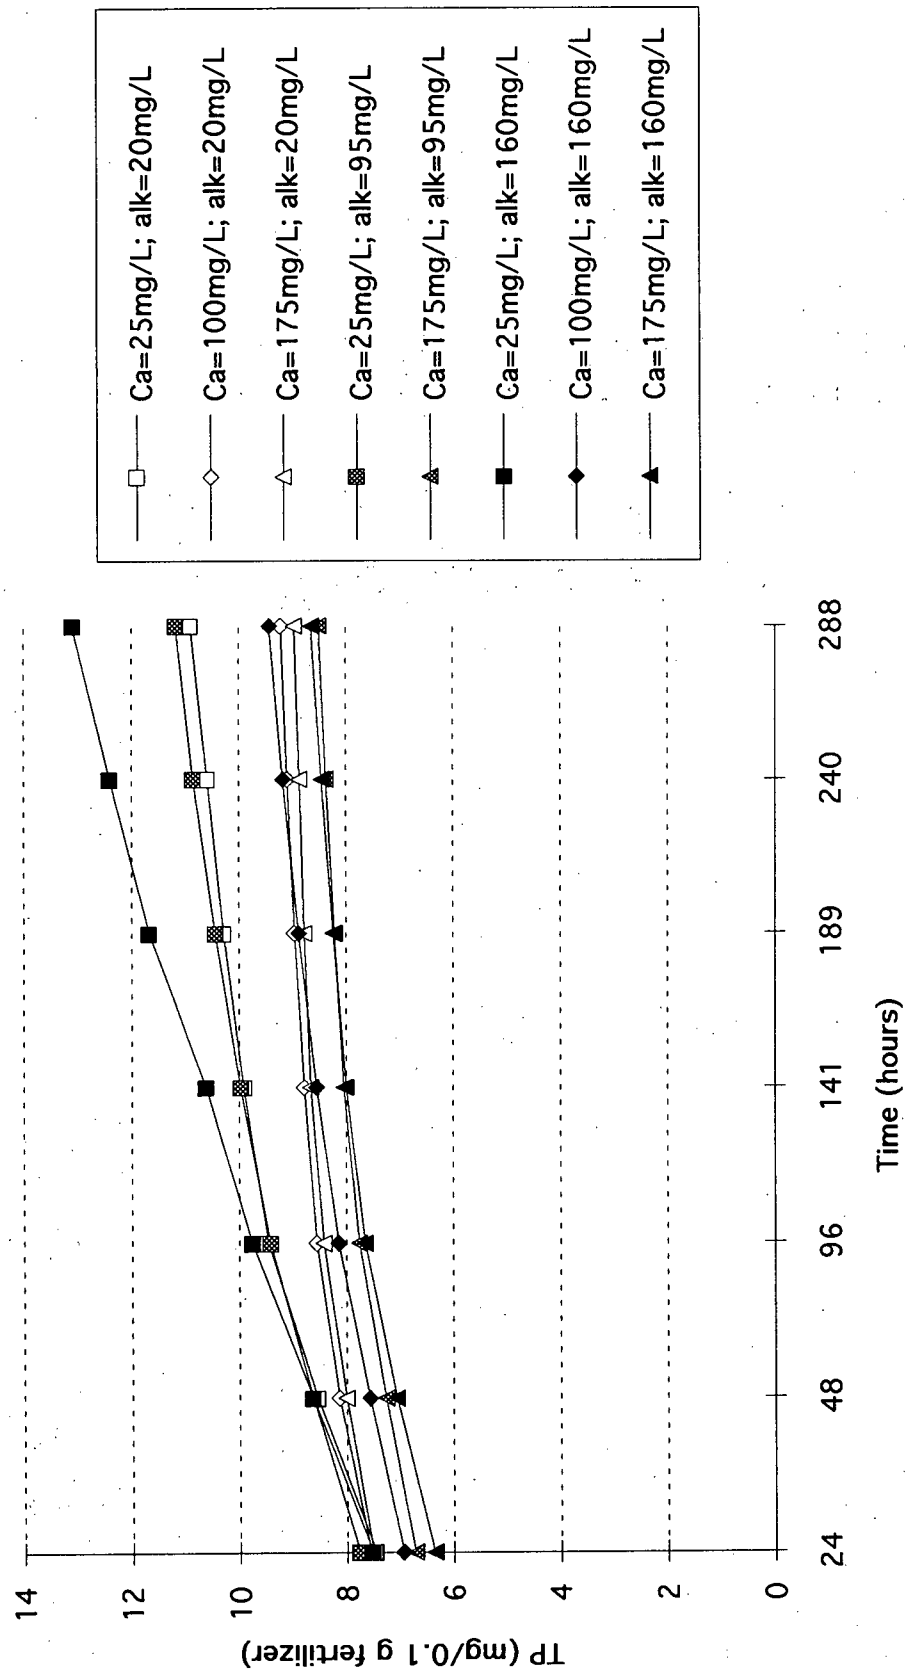 14
12
10
8
6
4
2
0
TP (mg/0.1 g fertilizer)
24
48
96
141
189
240
288
Time (hours)
Ca=25mg/L; alk=20mg/L
Ca=100mg/L; alk=20mg/L
Ca=175mg/L; alk=20mg/L
Ca=25mg/L; alk=95mg/L
Ca=175mg/L; alk=95mg/L
Ca=25mg/L; alk=160mg/L
Ca=100mg/L; alk=160mg/L
Ca=175mg/L; alk=160mg/L